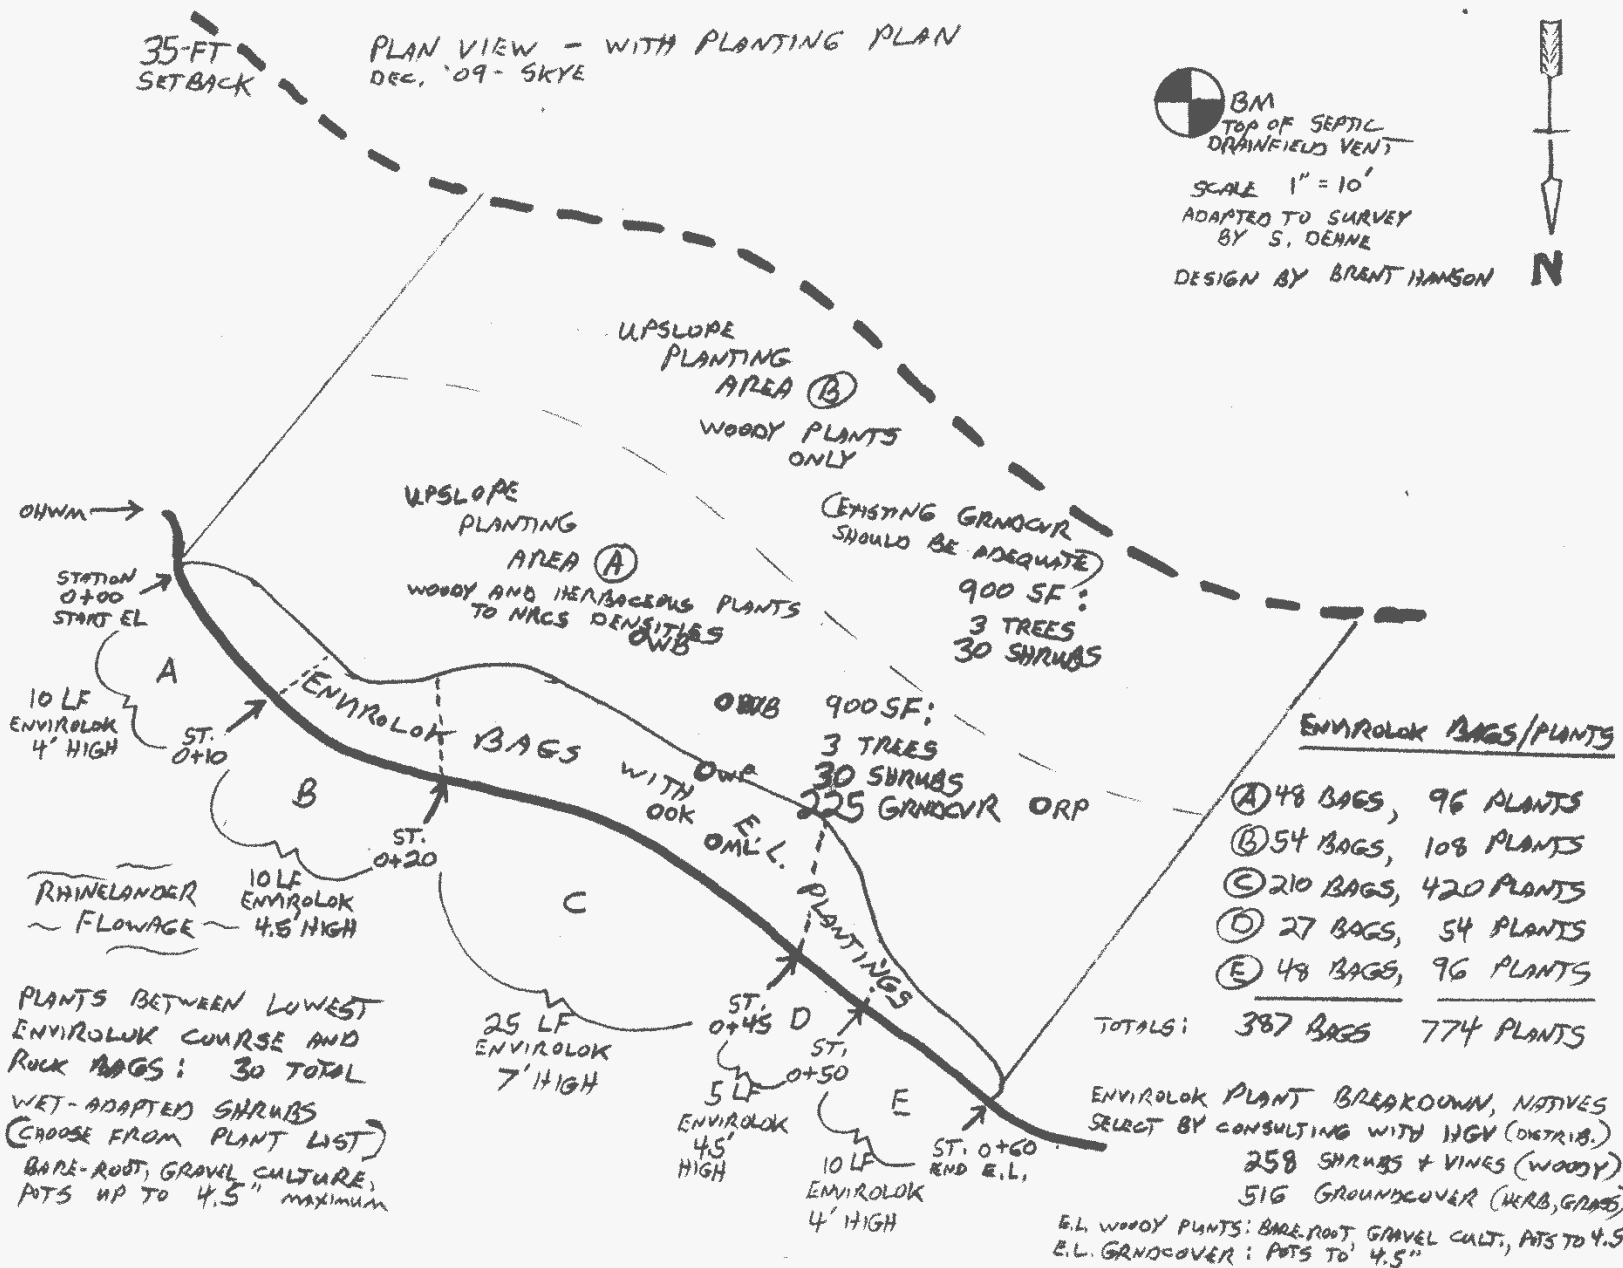 35-FT
SETBACK
PLAN VIEW - WITH PLANTING PLAN
DEC. '09 - SKYE
BM
TOP OF SEPTIC
DRAINFIELD VENT
SCALE 1" = 10'
ADAPTED TO SURVEY
BY S. DEHNE
DESIGN BY BRENT HANSON
N
UPSLOPE
PLANTING
AREA B
WOODY PLANTS
ONLY
(EXISTING GRNDCVR
SHOULD BE ADEQUATE)
900 SF:
3 TREES
30 SHRUBS
UPSLOPE
PLANTING
AREA A
WOODY AND HERBACEOUS PLANTS
TO NRCS DENSITIES
OWB
OWB
900 SF:
3 TREES
30 SHRUBS
225 GRNDCVR
ORP
OHWM
STATION
0+00
START EL
A
10 LF
ENVIROLOK
4' HIGH
ST.
0+10
B
10 LF
ENVIROLOK
4.5' HIGH
ST.
0+20
ENVIROLOK BAGS
WITH
E.L.
PLANTINGS
OOK
C
25 LF
ENVIROLOK
7' HIGH
ST.
0+45
D
5 LF
ENVIROLOK
4.5'
HIGH
ST.
0+50
E
10 LF
ENVIROLOK
4' HIGH
ST. 0+60
END E.L.
RHINELANDER
FLOWAGE
PLANTS BETWEEN LOWEST
ENVIROLOK COURSE AND
ROCK BAGS: 30 TOTAL
WET-ADAPTED SHRUBS
(CHOOSE FROM PLANT LIST)
BARE-ROOT, GRAVEL CULTURE,
POTS UP TO 4.5" MAXIMUM
ENVIROLOK BAGS/PLANTS
A 48 BAGS, 96 PLANTS
B 54 BAGS, 108 PLANTS
C 210 BAGS, 420 PLANTS
D 27 BAGS, 54 PLANTS
E 48 BAGS, 96 PLANTS
TOTALS: 387 BAGS 774 PLANTS
ENVIROLOK PLANT BREAKDOWN, NATIVES
SELECT BY CONSULTING WITH HGV (DISTRIB.)
258 SHRUBS + VINES (WOODY)
516 GROUNDCOVER (HERB, GRASS)
E.L. WOODY PLANTS: BARE ROOT, GRAVEL CULT., POTS TO 4.5
E.L. GRNDCOVER: POTS TO 4.5"